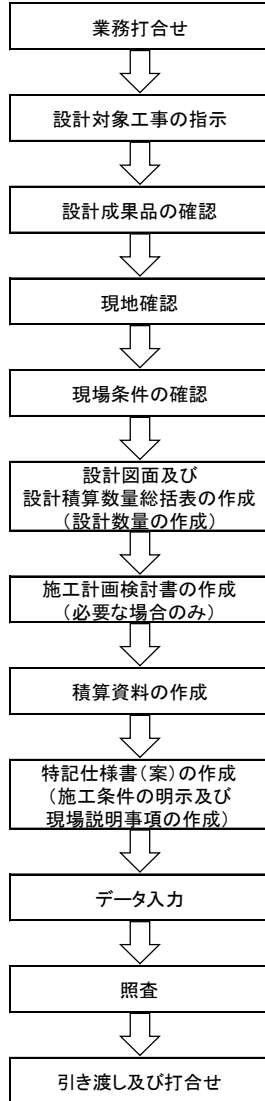 業務打合せ
設計対象工事の指示
設計成果品の確認
現地確認
現場条件の確認
設計図面及び
設計積算数量総括表の作成
（設計数量の作成）
施工計画検討書の作成
（必要な場合のみ）
積算資料の作成
特記仕様書（案）の作成
（施工条件の明示及び
現場説明事項の作成）
データ入力
照査
引き渡し及び打合せ